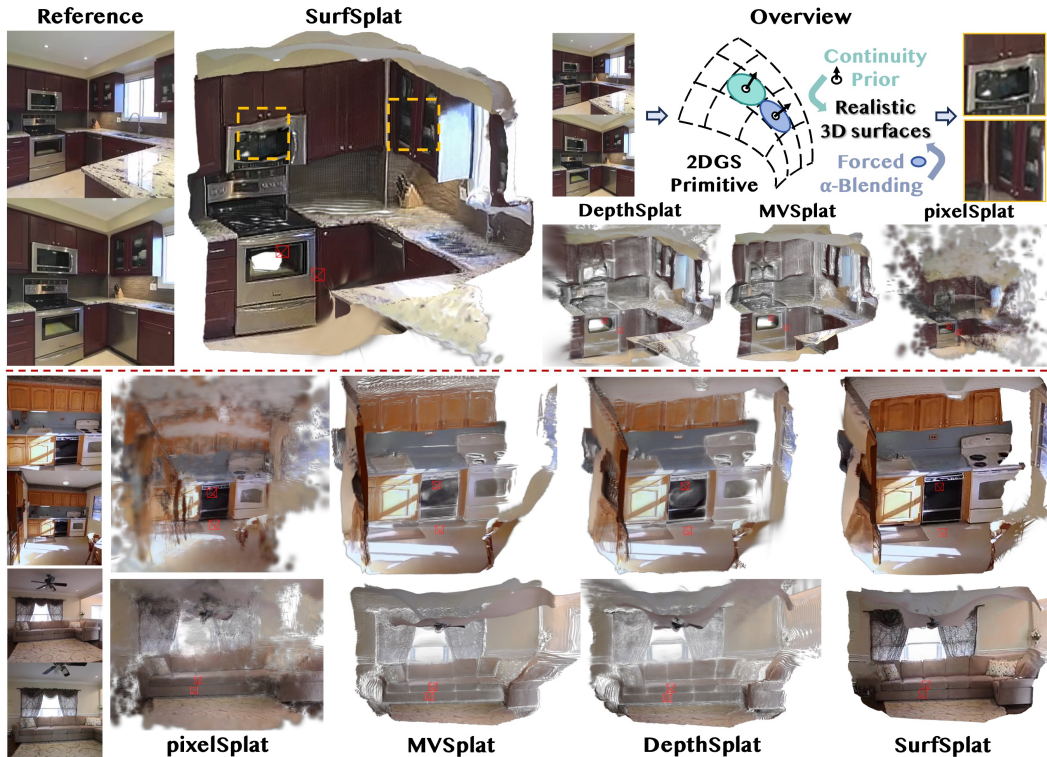 Reference
SurfSplat
Overview
Continuity
Prior
Realistic
3D surfaces
Forced
α-Blending
2DGS
Primitive
DepthSplat
MVSplat
pixelSplat
pixelSplat
MVSplat
DepthSplat
SurfSplat